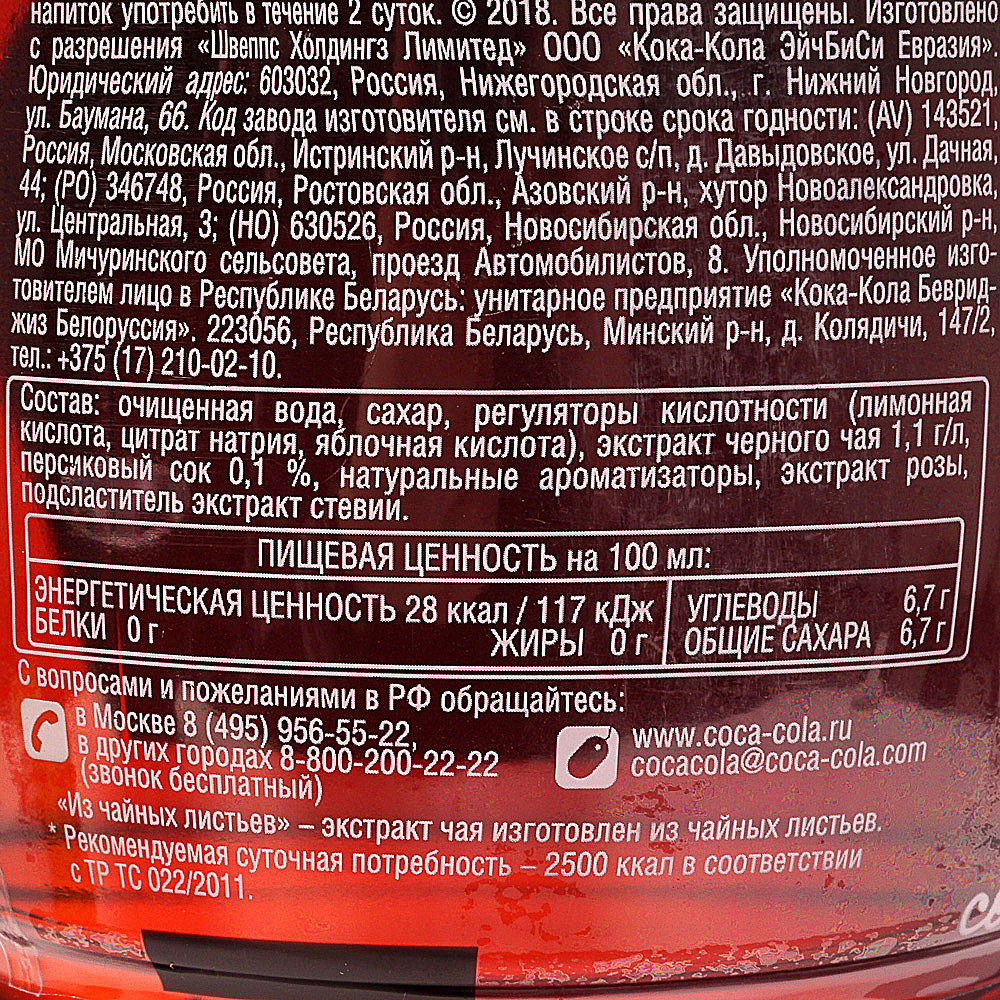 напиток употребить в течение 2 суток. © 2018. Все права защищены. Изготовлено
с разрешения «Швеппс Холдингз Лимитед» ООО «Кока-Кола ЭйчБиСи Евразия».
Юридический адрес: 603032, Россия, Нижегородская обл., г. Нижний Новгород,
ул. Баумана, 66. Код завода изготовителя см. в строке срока годности: (AV) 143521,
Россия, Московская обл., Истринский р-н, Лучинское с/п, д. Давыдовское, ул. Дачная,
44; (РО) 346748, Россия, Ростовская обл., Азовский р-н, хутор Новоалександровка,
ул. Центральная, 3; (НО) 630526, Россия, Новосибирская обл., Новосибирский р-н,
МО Мичуринского сельсовета, проезд Автомобилистов, 8. Уполномоченное изго-
товителем лицо в Республике Беларусь: унитарное предприятие «Кока-Кола Беврид-
жиз Белоруссия». 223056, Республика Беларусь, Минский р-н, д. Колядичи, 147/2,
тел.: +375 (17) 210-02-10.
Состав: очищенная вода, сахар, регуляторы кислотности (лимонная
кислота, цитрат натрия, яблочная кислота), экстракт черного чая 1,1 г/л,
персиковый сок 0,1 %, натуральные ароматизаторы, экстракт розы,
подсластитель экстракт стевии.
ПИЩЕВАЯ ЦЕННОСТЬ на 100 мл:
ЭНЕРГЕТИЧЕСКАЯ ЦЕННОСТЬ 28 ккал / 117 кДж УГЛЕВОДЫ 6,7 г
БЕЛКИ 0 г ЖИРЫ 0 г ОБЩИЕ САХАРА 6,7 г
С вопросами и пожеланиями в РФ обращайтесь:
в Москве 8 (495) 956-55-22, www.coca-cola.ru
в других городах 8-800-200-22-22 cocacola@coca-cola.com
(звонок бесплатный)
«Из чайных листьев» – экстракт чая изготовлен из чайных листьев.
* Рекомендуемая суточная потребность – 2500 ккал в соответствии
с ТР ТС 022/2011.